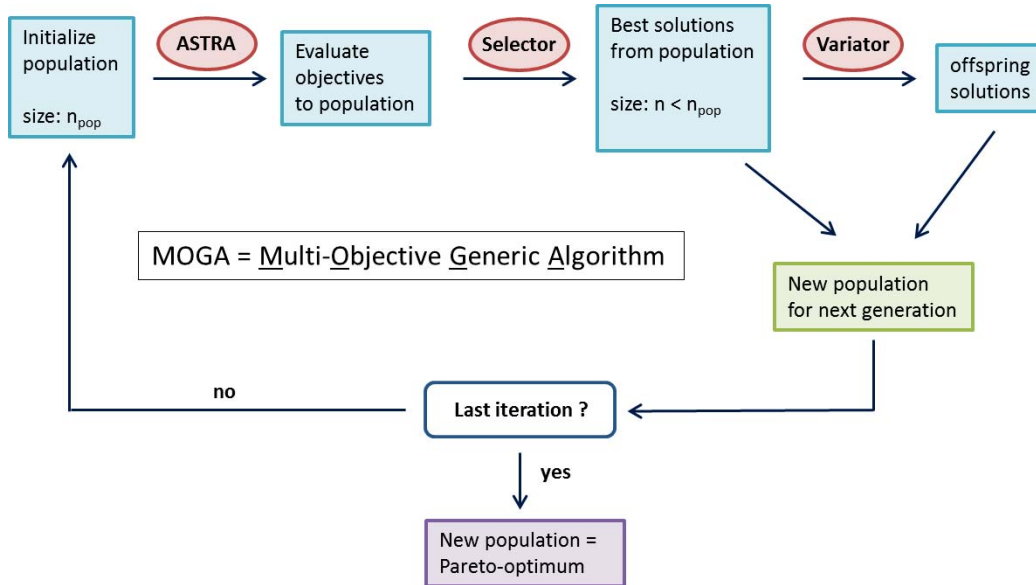 Initialize
population
size: npop
ASTRA
Evaluate
objectives
to population
Selector
Best solutions
from population
size: n < npop
Variator
offspring
solutions
MOGA = Multi-Objective Generic Algorithm
New population
for next generation
no
Last iteration ?
yes
New population =
Pareto-optimum